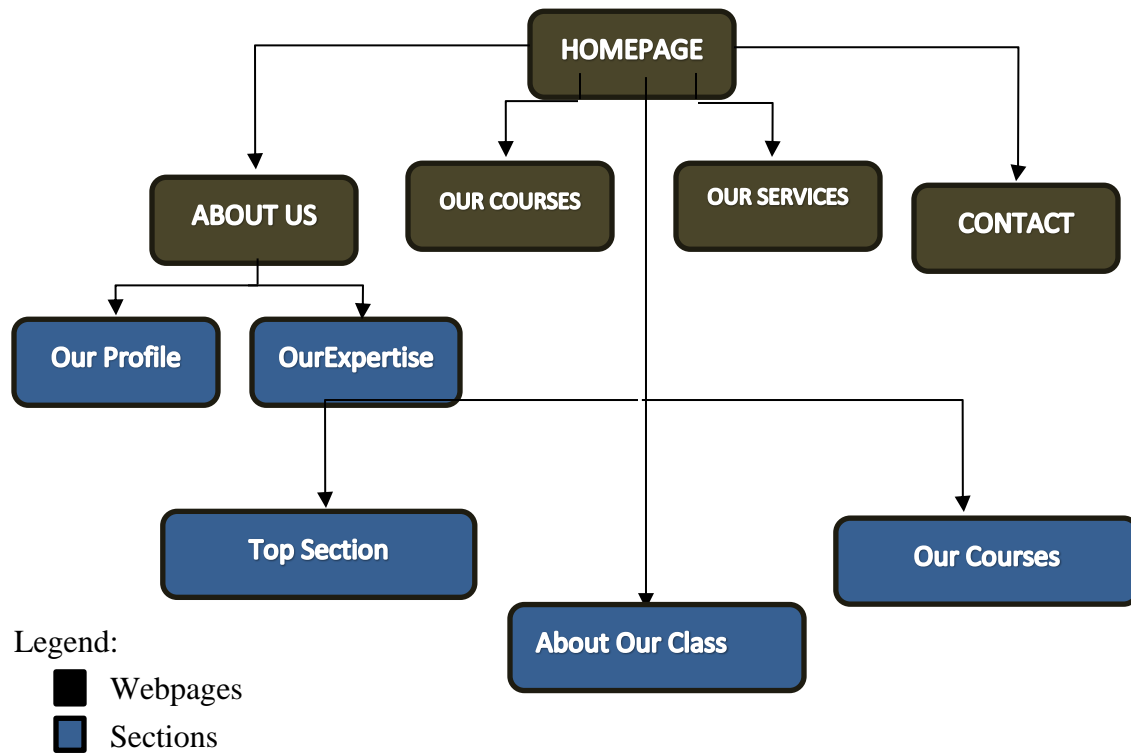 HOMEPAGE
ABOUT US
OUR COURSES
OUR SERVICES
CONTACT
Our Profile
OurExpertise
Top Section
Our Courses
About Our Class
Legend:
Webpages
Sections